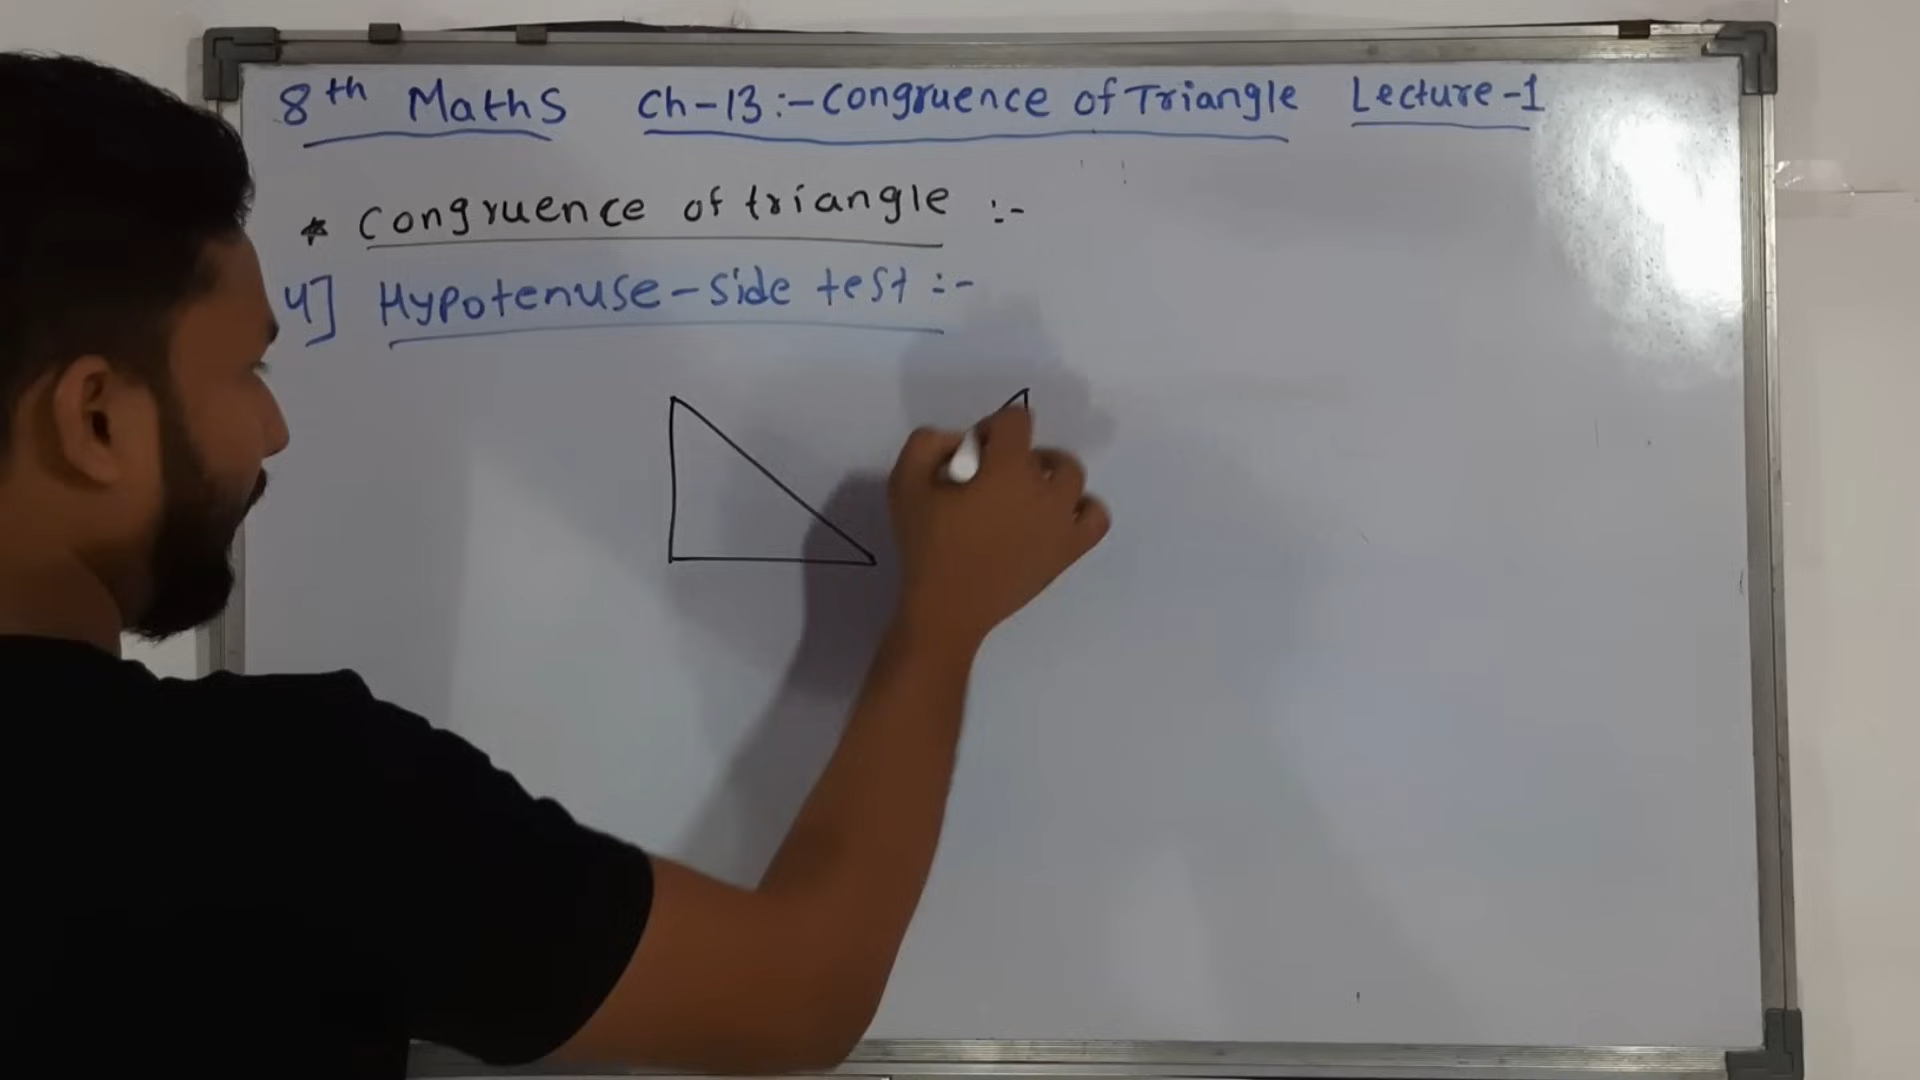 8th Maths Ch-13:- Congruence of Triangle Lecture-1
* Congruence of triangle :-
4] Hypotenuse-side test :-